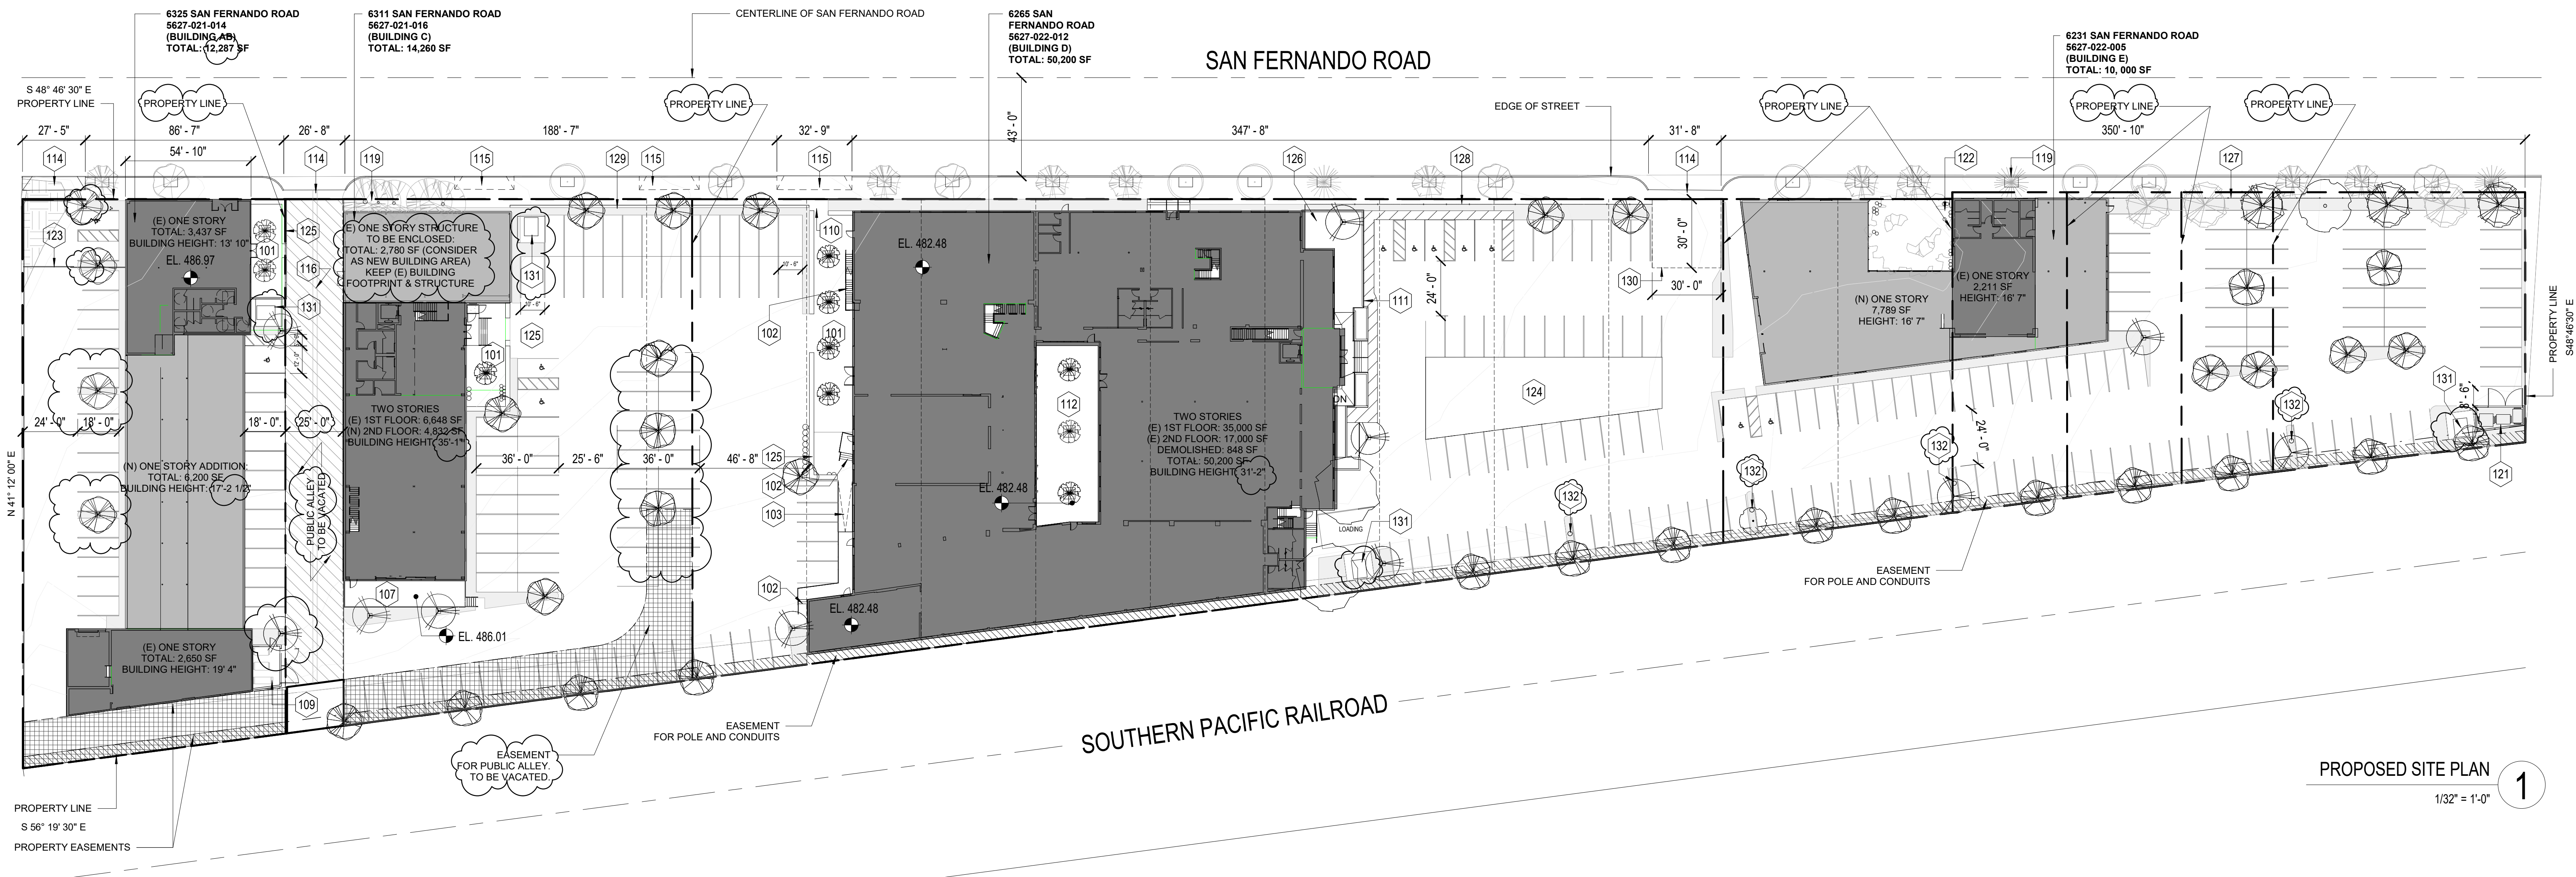 6325 SAN FERNANDO ROAD
5627-021-014
(BUILDING AB)
TOTAL: 12,287 SF
6311 SAN FERNANDO ROAD
5627-021-016
(BUILDING C)
TOTAL: 14,260 SF
CENTERLINE OF SAN FERNANDO ROAD
6265 SAN
FERNANDO ROAD
5627-022-012
(BUILDING D)
TOTAL: 50,200 SF
SAN FERNANDO ROAD
6231 SAN FERNANDO ROAD
5627-022-005
(BUILDING E)
TOTAL: 10, 000 SF
S 48° 46' 30" E
PROPERTY LINE
PROPERTY LINE
PROPERTY LINE
EDGE OF STREET
PROPERTY LINE
PROPERTY LINE
PROPERTY LINE
27' - 5"
86' - 7"
26' - 8"
188' - 7"
32' - 9"
43' - 0"
347' - 8"
31' - 8"
350' - 10"
54' - 10"
114
114
119
115
129
115
115
126
128
114
122
119
127
123
(E) ONE STORY
TOTAL: 3,437 SF
BUILDING HEIGHT: 13' 10"
EL. 486.97
125
101
116
131
E) ONE STORY STRUCTURE
TO BE ENCLOSED:
TOTAL: 2,780 SF (CONSIDER
AS NEW BUILDING AREA)
KEEP (E) BUILDING
FOOTPRINT & STRUCTURE
131
10' - 6"
125
101
110
102
101
EL. 482.48
111
30' - 0"
130
30' - 0"
24' - 0"
124
(N) ONE STORY
7,789 SF
HEIGHT: 16' 7"
(E) ONE STORY
2,211 SF
HEIGHT: 16' 7"
PROPERTY LINE
S48°46'30" E
24' - 0"
18' - 0"
18' - 0"
25' - 0"
TWO STORIES
(E) 1ST FLOOR: 6,648 SF
(N) 2ND FLOOR: 4,832 SF
BUILDING HEIGHT: 35'-1"
36' - 0"
25' - 6"
36' - 0"
46' - 8"
125
102
103
102
112
TWO STORIES
(E) 1ST FLOOR: 35,000 SF
(E) 2ND FLOOR: 17,000 SF
DEMOLISHED: 848 SF
TOTAL: 50,200 SF
BUILDING HEIGHT: 31'-2"
EL. 482.48
DN
LOADING
131
132
132
132
132
24' - 0"
131
8' - 9"
121
N 41° 12' 00" E
(N) ONE STORY ADDITION:
TOTAL: 6,200 SF
BUILDING HEIGHT: 17'-2 1/2"
PUBLIC ALLEY
TO BE VACATED
107
EL. 486.01
EL. 482.48
EASEMENT
FOR POLE AND CONDUITS
(E) ONE STORY
TOTAL: 2,650 SF
BUILDING HEIGHT: 19' 4"
109
EASEMENT
FOR POLE AND CONDUITS
EASEMENT
FOR PUBLIC ALLEY.
TO BE VACATED.
SOUTHERN PACIFIC RAILROAD
PROPERTY LINE
S 56° 19' 30" E
PROPERTY EASEMENTS
PROPOSED SITE PLAN
1/32" = 1'-0"
1